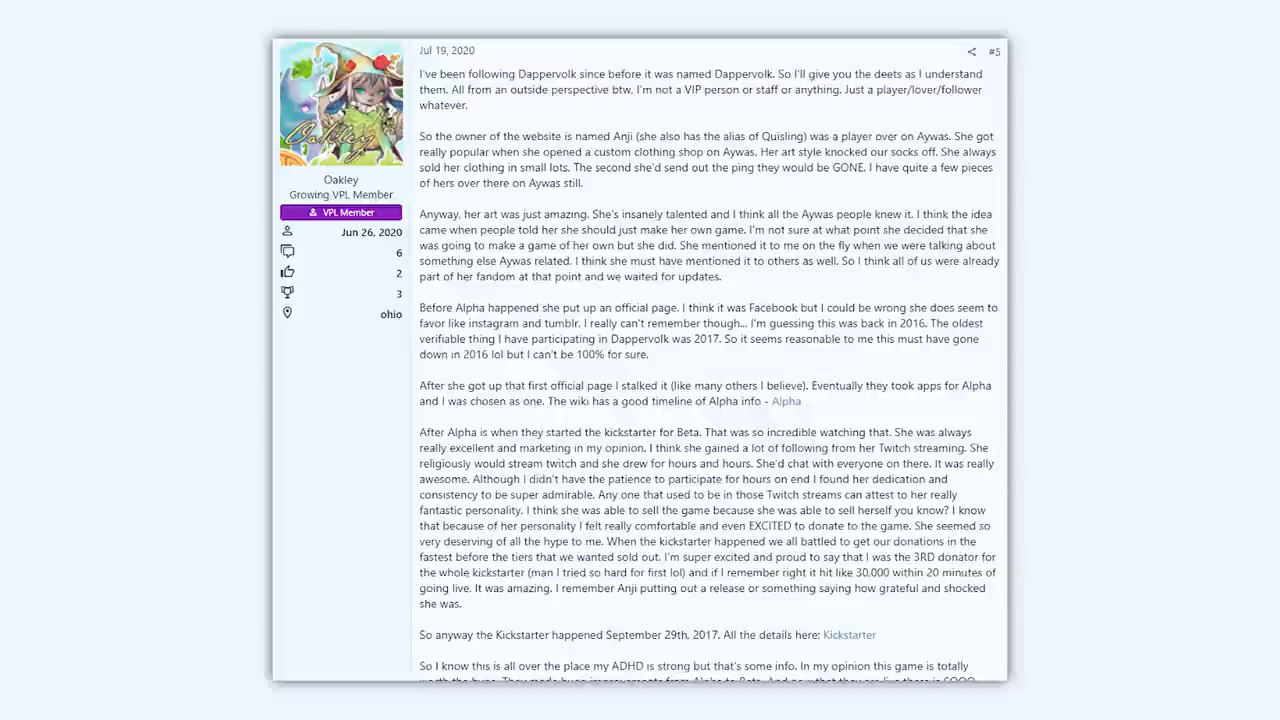 Jul 19, 2020
#5
I've been following Dappervolk since before it was named Dappervolk. So I'll give you the deets as I understand
them. All from an outside perspective btw, I'm not a VIP person or staff or anything. Just a player/lover/follower
whatever.
So the owner of the website is named Anji (she also has the alias of Quisling) was a player over on Aywas. She got
really popular when she opened a custom clothing shop on Aywas. Her art style knocked our socks off. She always
sold her clothing in small lots. The second she'd send out the ping they would be GONE. I have quite a few pieces
of hers over there on Aywas still.
Oakley
Oakley
Growing VPL Member
VPL Member
Jun 26, 2020
6
2
3
ohio
Anyway, her art was just amazing. She's insanely talented and I think all the Aywas people knew it. I think the idea
came when people told her she should just make her own game. I'm not sure at what point she decided that she
was going to make a game of her own but she did. She mentioned it to me on the fly when we were talking about
something else Aywas related. I think she must have mentioned it to others as well. So I think all of us were already
part of her fandom at that point and we waited for updates.
Before Alpha happened she put up an official page. I think it was Facebook but I could be wrong she does seem to
favor like instagram and tumblr. I really can't remember though... I'm guessing this was back in 2016. The oldest
verifiable thing I have participating in Dappervolk was 2017. So it seems reasonable to me this must have gone
down in 2016 lol but I can't be 100% for sure.
After she got up that first official page I stalked it (like many others I believe). Eventually they took apps for Alpha
and I was chosen as one. The wiki has a good timeline of Alpha info - Alpha
After Alpha is when they started the kickstarter for Beta. That was so incredible watching that. She was always
really excellent and marketing in my opinion. I think she gained a lot of following from her Twitch streaming. She
religiously would stream twitch and she drew for hours and hours. She'd chat with everyone on there. It was really
awesome. Although I didn't have the patience to participate for hours on end I found her dedication and
consistency to be super admirable. Any one that used to be in those Twitch streams can attest to her really
fantastic personality. I think she was able to sell the game because she was able to sell herself you know? I know
that because of her personality I felt really comfortable and even EXCITED to donate to the game. She seemed so
very deserving of all the hype to me. When the kickstarter happened we all battled to get our donations in the
fastest before the tiers that we wanted sold out. I'm super excited and proud to say that I was the 3RD donator for
the whole kickstarter (man I tried so hard for first lol) and if I remember right it hit like 30,000 within 20 minutes of
going live. It was amazing. I remember Anji putting out a release or something saying how grateful and shocked
she was.
So anyway the Kickstarter happened September 29th, 2017. All the details here: Kickstarter
So I know this is all over the place my ADHD is strong but that's some info. In my opinion this game is totally
worth the hype. They made huge improvements from Alpha to Beta. And now that they are live there is SOOO